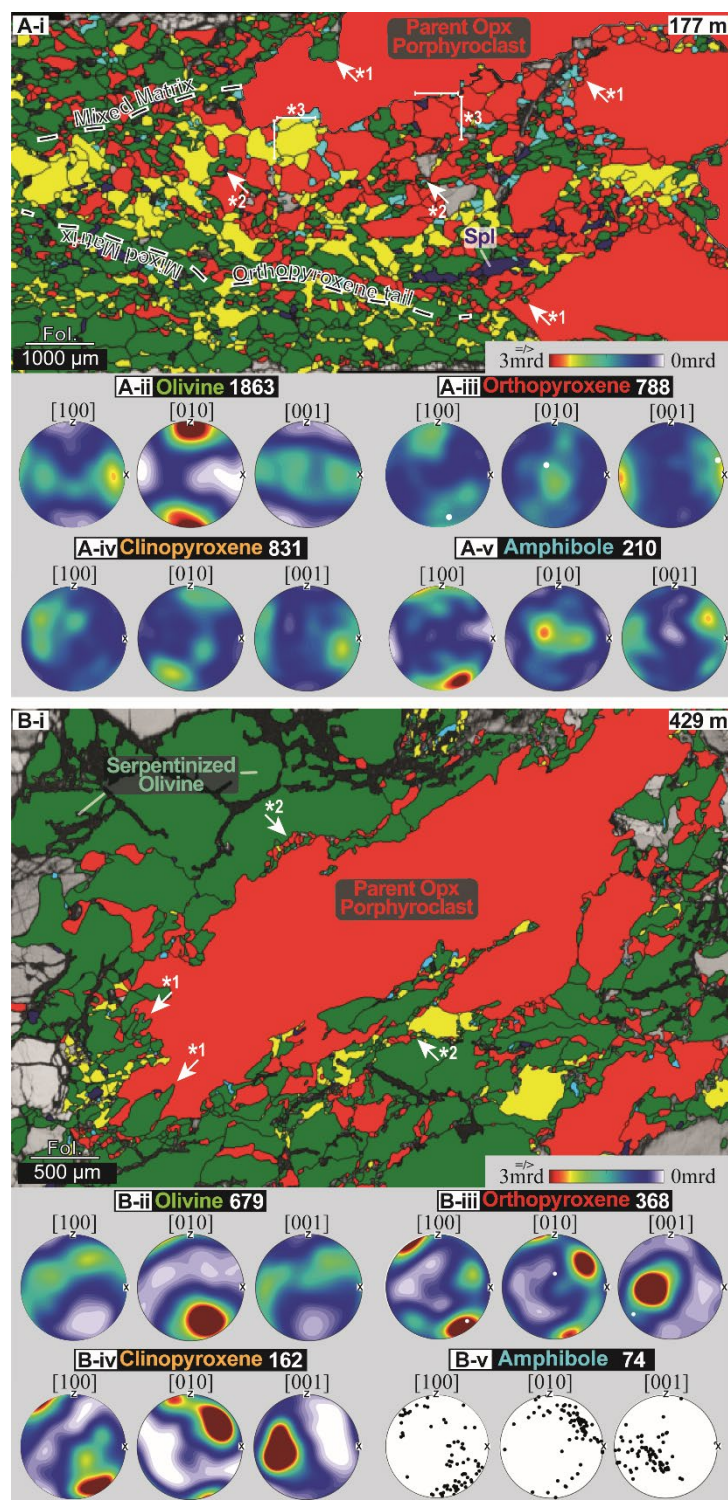 A-i
177 m
Parent Opx
Porphyroclast
*1
*1
Mixed Matrix
*3
*3
*2
*2
Spl
Mixed Matrix
Orthopyroxene tail
*1
Fol.
1000 µm
=/>
3mrd
0mrd
A-ii Olivine 1863
A-iii Orthopyroxene 788
[100] [010] [001]
[100] [010] [001]
z z z
z z z
x x x
x x x
A-iv Clinopyroxene 831
A-v Amphibole 210
[100] [010] [001]
[100] [010] [001]
z z z
z z z
x x x
x x x
B-i
429 m
Serpentinized
Olivine
*2
Parent Opx
Porphyroclast
*1
*1
*2
Fol.
500 µm
=/>
3mrd
0mrd
B-ii Olivine 679
B-iii Orthopyroxene 368
[100] [010] [001]
[100] [010] [001]
z z z
z z z
x x x
x x x
B-iv Clinopyroxene 162
B-v Amphibole 74
[100] [010] [001]
[100] [010] [001]
z z z
z z z
x x x
x x x